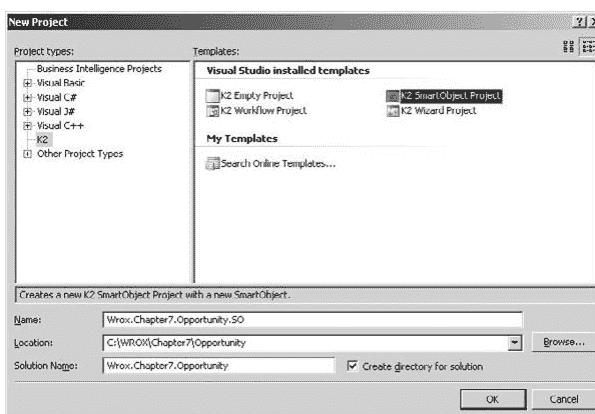 New Project
Project types:
Templates:
Business Intelligence Projects
Visual Basic
Visual C#
Visual J#
Visual C++
K2
Other Project Types
Visual Studio installed templates
K2 Empty Project
K2 SmartObject Project
K2 Workflow Project
K2 Wizard Project
My Templates
Search Online Templates...
Creates a new K2 SmartObject Project with a new SmartObject.
Name:
Wrox.Chapter7.Opportunity.SO
Location:
C:\WROX\Chapter7\Opportunity
Browse...
Solution Name:
Wrox.Chapter7.Opportunity
Create directory for solution
OK
Cancel